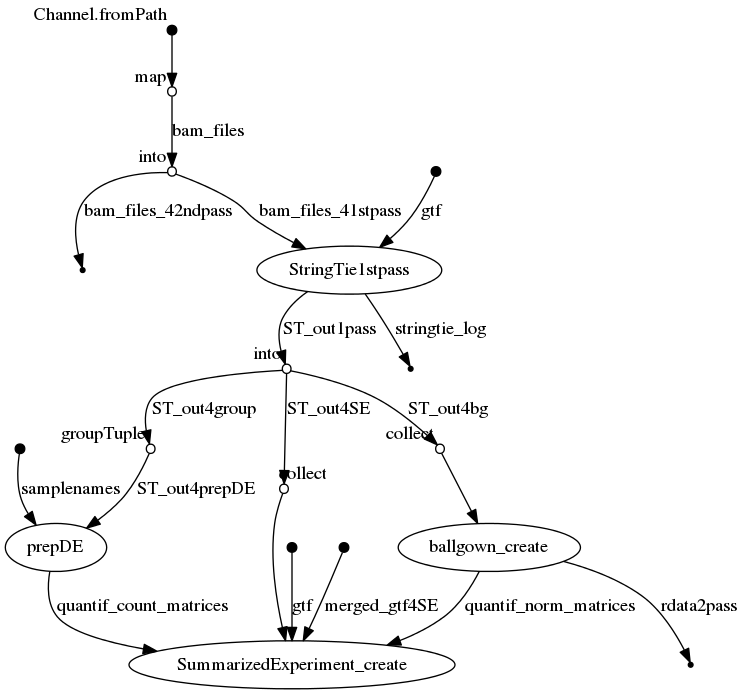 Channel.fromPath
map
bam_files
into
bam_files_42ndpass
bam_files_41stpass
gtf
StringTie1stpass
ST_out1pass
stringtie_log
into
ST_out4group
ST_out4SE
ST_out4bg
groupTuple
collect
collect
samplenames
ST_out4prepDE
prepDE
ballgown_create
quantif_count_matrices
gtf
merged_gtf4SE
quantif_norm_matrices
rdata2pass
SummarizedExperiment_create